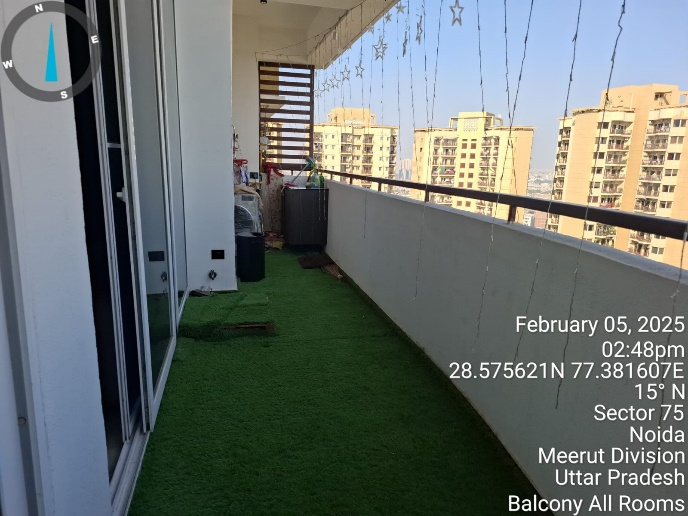 N
W E
S
February 05, 2025
02:48pm
28.575621N 77.381607E
15° N
Sector 75
Noida
Meerut Division
Uttar Pradesh
Balcony All Rooms